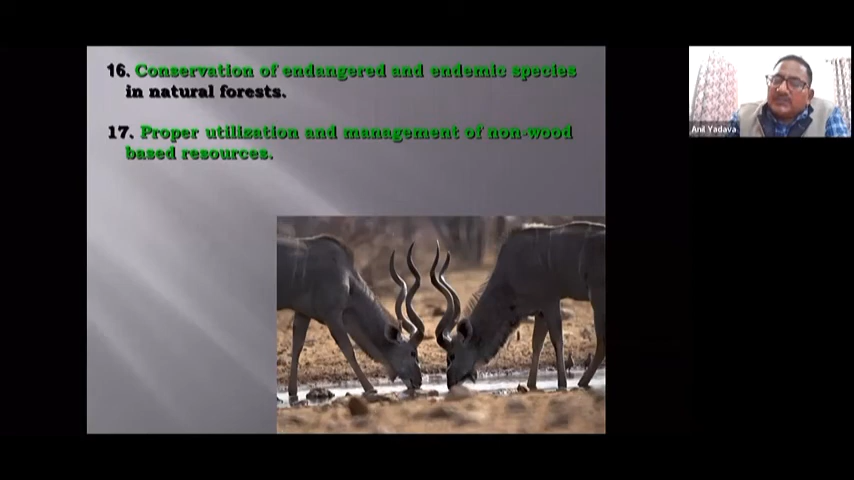 16. Conservation of endangered and endemic species
in natural forests.
17. Proper utilization and management of non-wood
based resources.
Anil Yadava